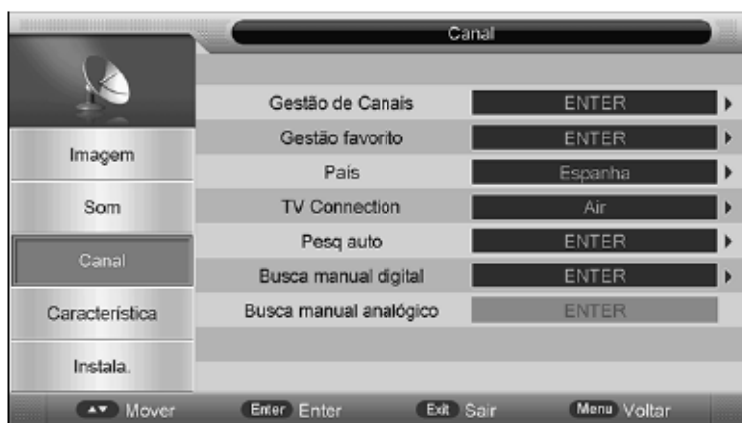 Canal
Imagem
Som
Canal
Característica
Instala.
Gestão de Canais ENTER
Gestão favorito ENTER
País Espanha
TV Connection Air
Pesq auto ENTER
Busca manual digital ENTER
Busca manual analógico ENTER
Mover Enter Enter Exit Sair Menu Voltar